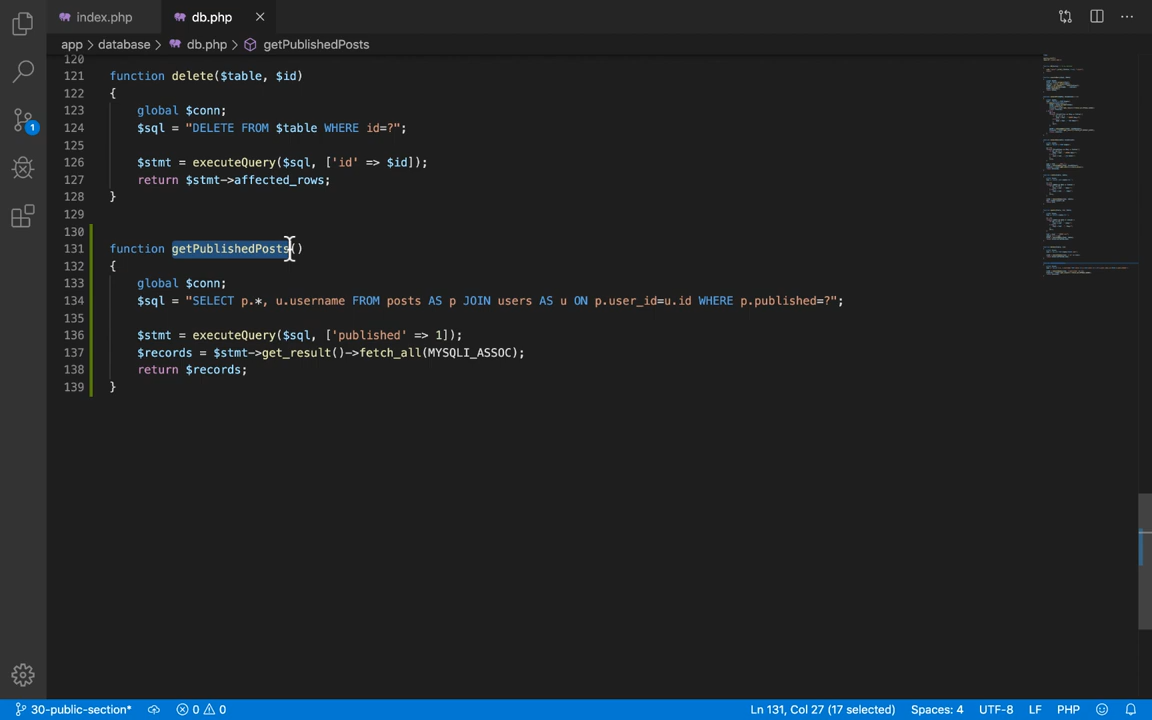 index.php
db.php
app > database > db.php > getPublishedPosts
120
121 function delete($table, $id)
122 {
123 global $conn;
124 $sql = "DELETE FROM $table WHERE id=?";
125
126 $stmt = executeQuery($sql, ['id' => $id]);
127 return $stmt->affected_rows;
128 }
129
130
131 function getPublishedPosts()
132 {
133 global $conn;
134 $sql = "SELECT p.*, u.username FROM posts AS p JOIN users AS u ON p.user_id=u.id WHERE p.published=?";
135
136 $stmt = executeQuery($sql, ['published' => 1]);
137 $records = $stmt->get_result()->fetch_all(MYSQLI_ASSOC);
138 return $records;
139 }
1
30-public-section* 0 0 Ln 131, Col 27 (17 selected) Spaces: 4 UTF-8 LF PHP